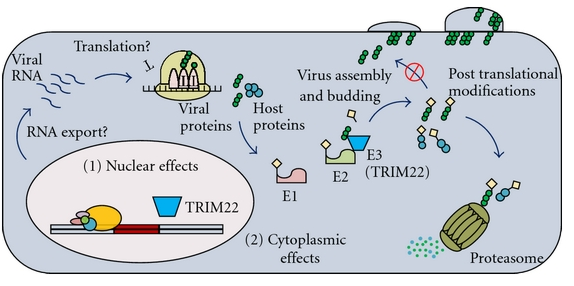 Translation?
Viral
RNA
RNA export?
Viral
proteins
Host
proteins
Virus assembly
and budding
Post translational
modifications
(1) Nuclear effects
TRIM22
E1
E2
E3
(TRIM22)
(2) Cytoplasmic
effects
Proteasome